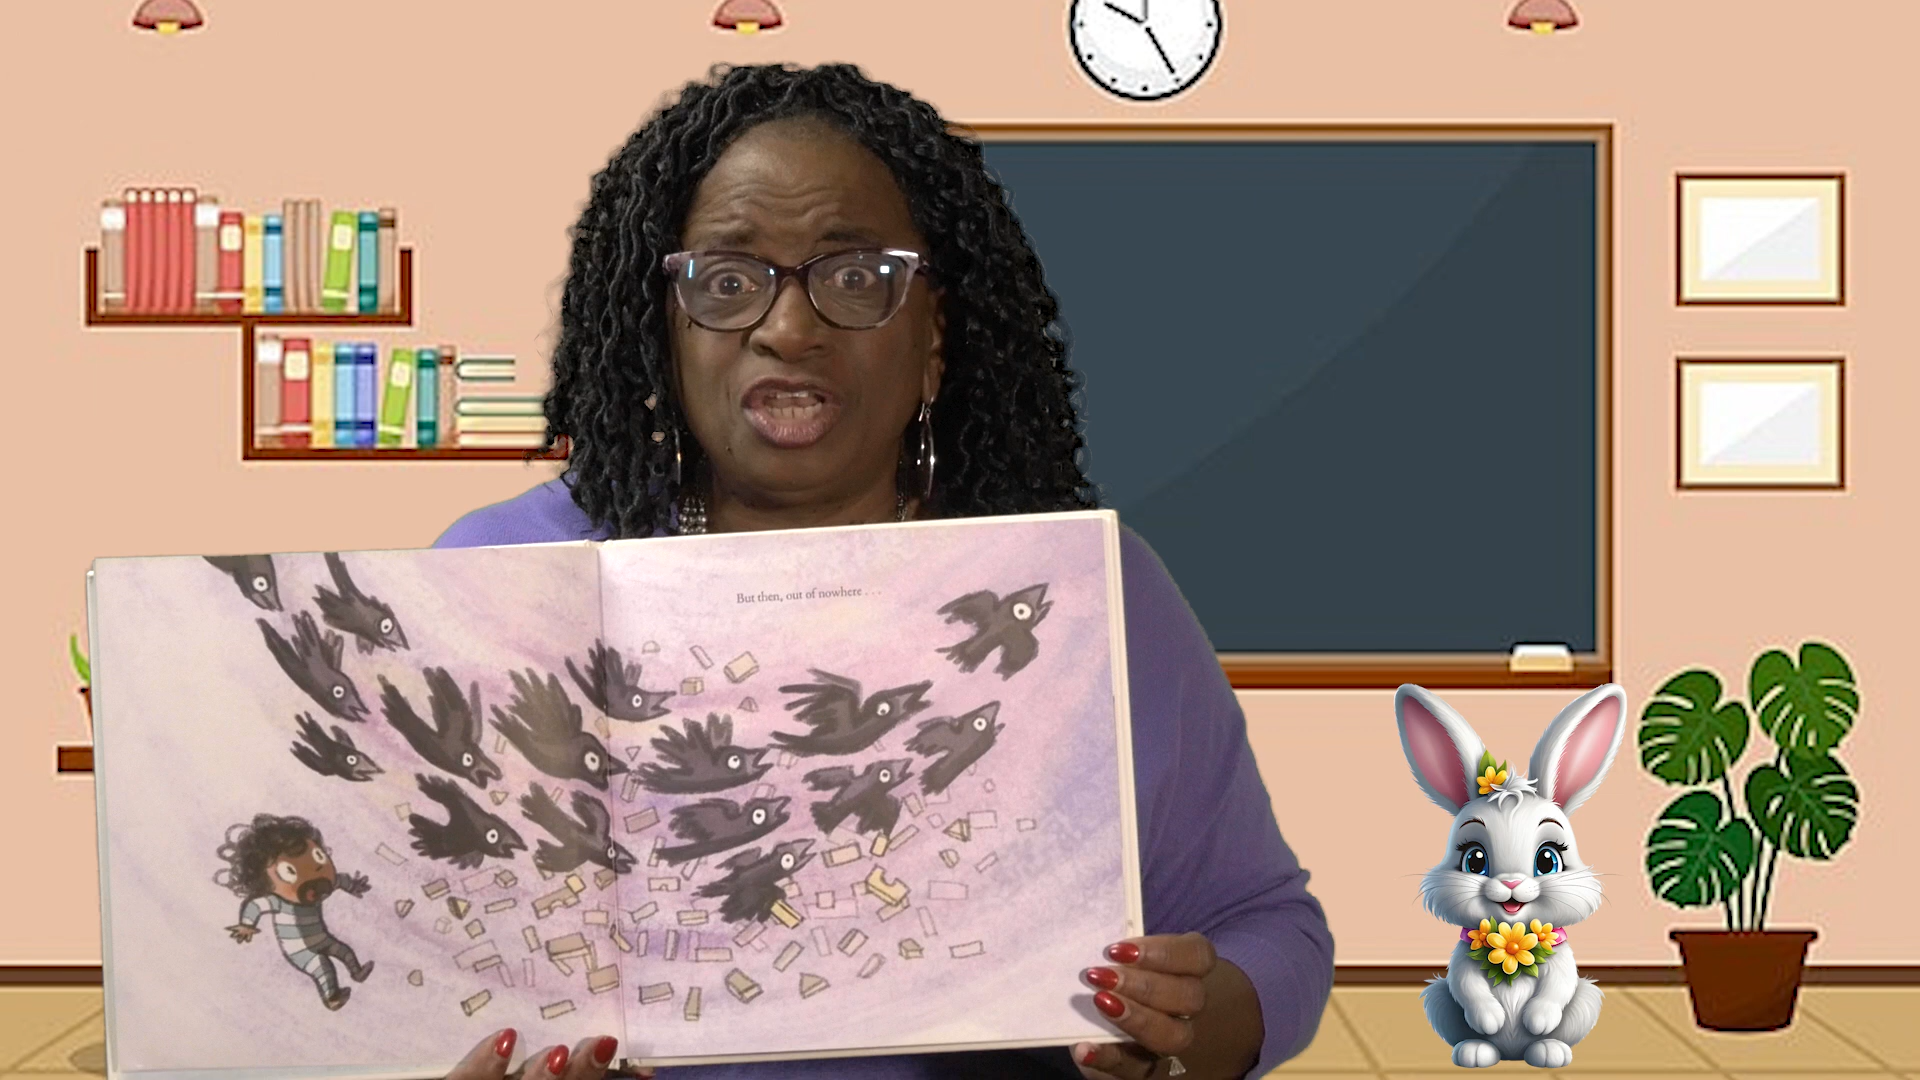 But then, out of nowhere . . .